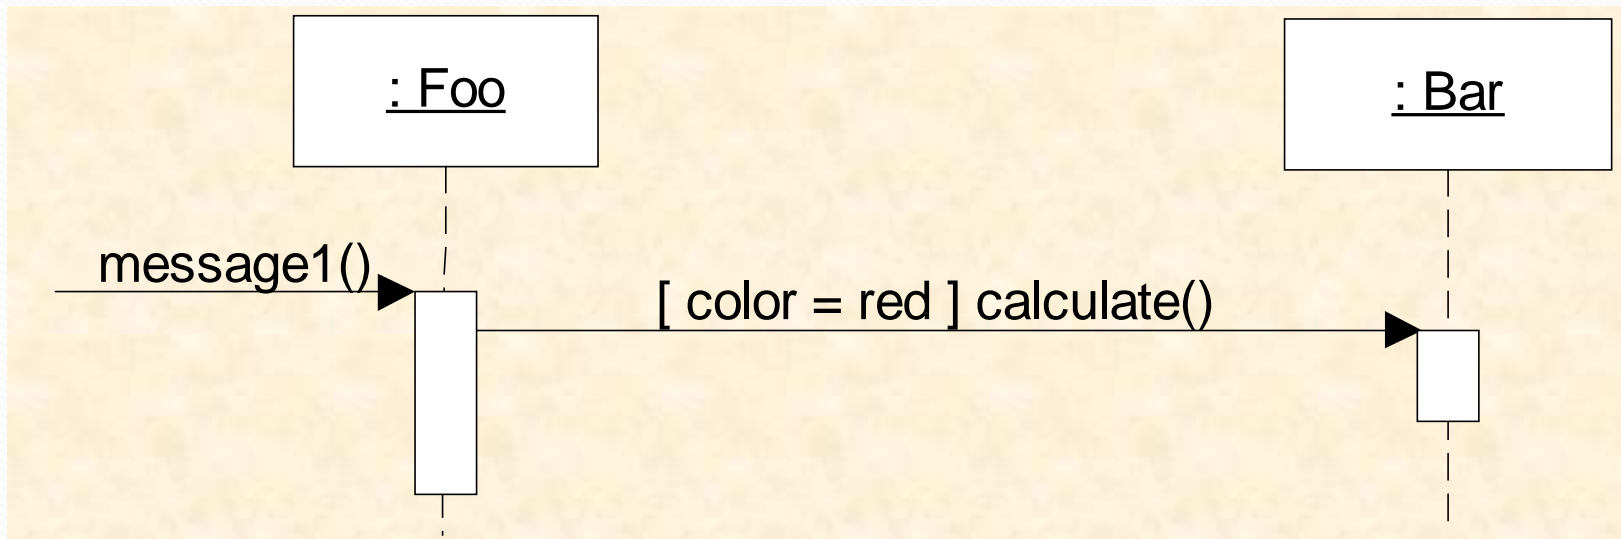 : Foo
: Bar
message1()
[ color = red ] calculate()